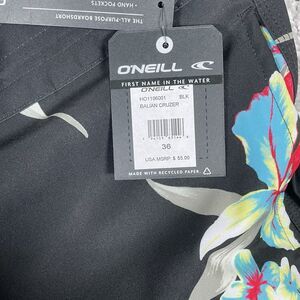 THE ALL-PURPOSE BOARDSHORT
• HAND POCKETS
O'NEILL
FIRST NAME IN THE WATER
O'NEILL
HO1106001 BLK
BALIAN CRUZER
36
USA MSRP: $ 55.00
MADE WITH RECYCLED PAPER.